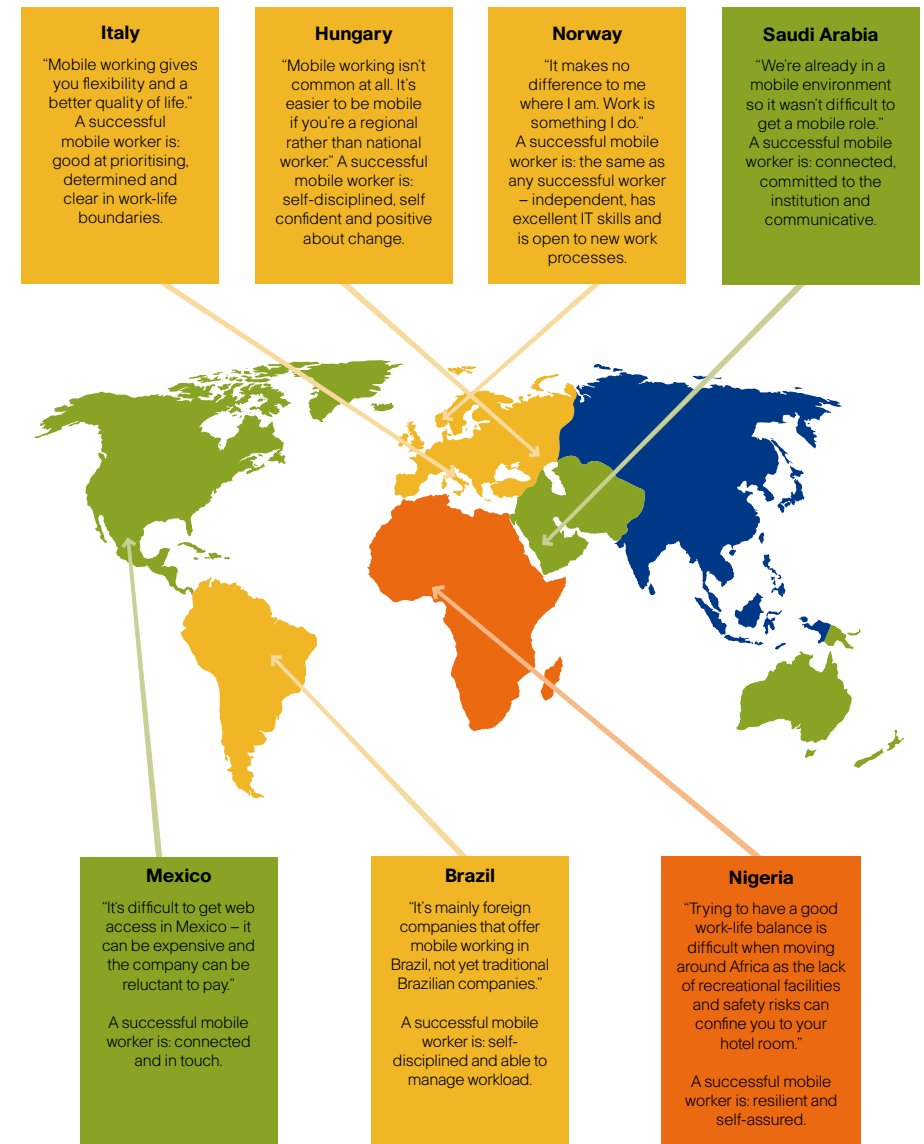 Italy
“Mobile working gives
you flexibility and a
better quality of life.”
A successful
mobile worker is:
good at prioritising,
determined and
clear in work-life
boundaries.
Hungary
“Mobile working isn’t
common at all. It’s
easier to be mobile
if you’re a regional
rather than national
worker.” A successful
mobile worker is:
self-disciplined, self
confident and positive
about change.
Norway
“It makes no
difference to me
where I am. Work is
something I do.”
A successful mobile
worker is: the same as
any successful worker
– independent, has
excellent IT skills and
is open to new work
processes.
Saudi Arabia
“We’re already in a
mobile environment
so it wasn’t difficult to
get a mobile role.”
A successful mobile
worker is: connected,
committed to the
institution and
communicative.
Mexico
“It’s difficult to get web
access in Mexico – it
can be expensive and
the company can be
reluctant to pay.”
A successful mobile
worker is: connected
and in touch.
Brazil
“It’s mainly foreign
companies that offer
mobile working in
Brazil, not yet traditional
Brazilian companies.”
A successful mobile
worker is: self-
disciplined and able to
manage workload.
Nigeria
“Trying to have a good
work-life balance is
difficult when moving
around Africa as the lack
of recreational facilities
and safety risks can
confine you to your
hotel room.”
A successful mobile
worker is: resilient and
self-assured.